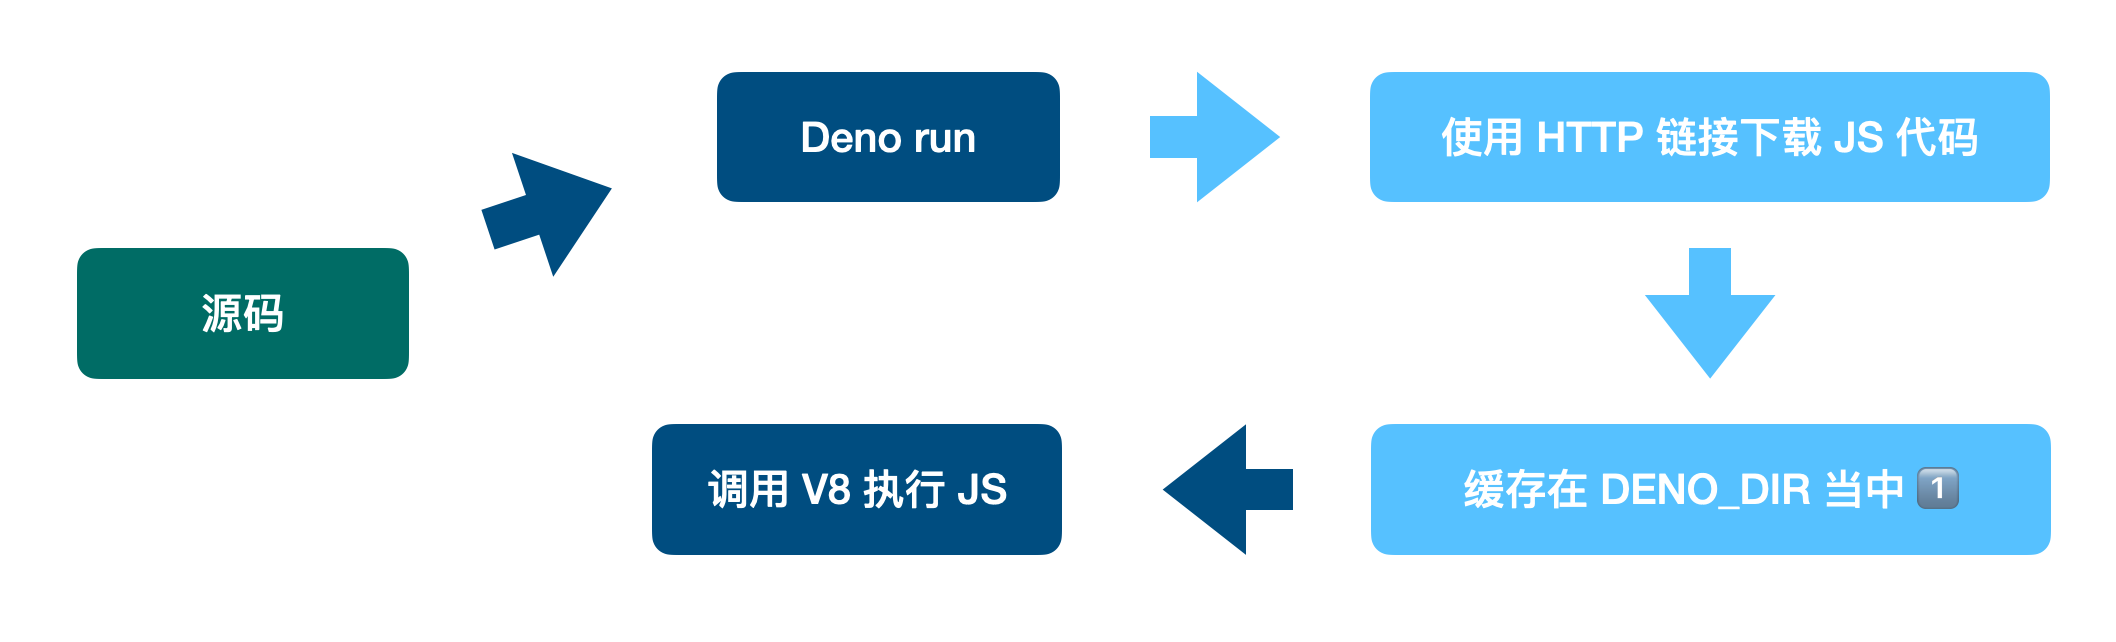 源码
Deno run
使用 HTTP 链接下载 JS 代码
缓存在 DENO_DIR 当中 1️⃣
调用 V8 执行 JS